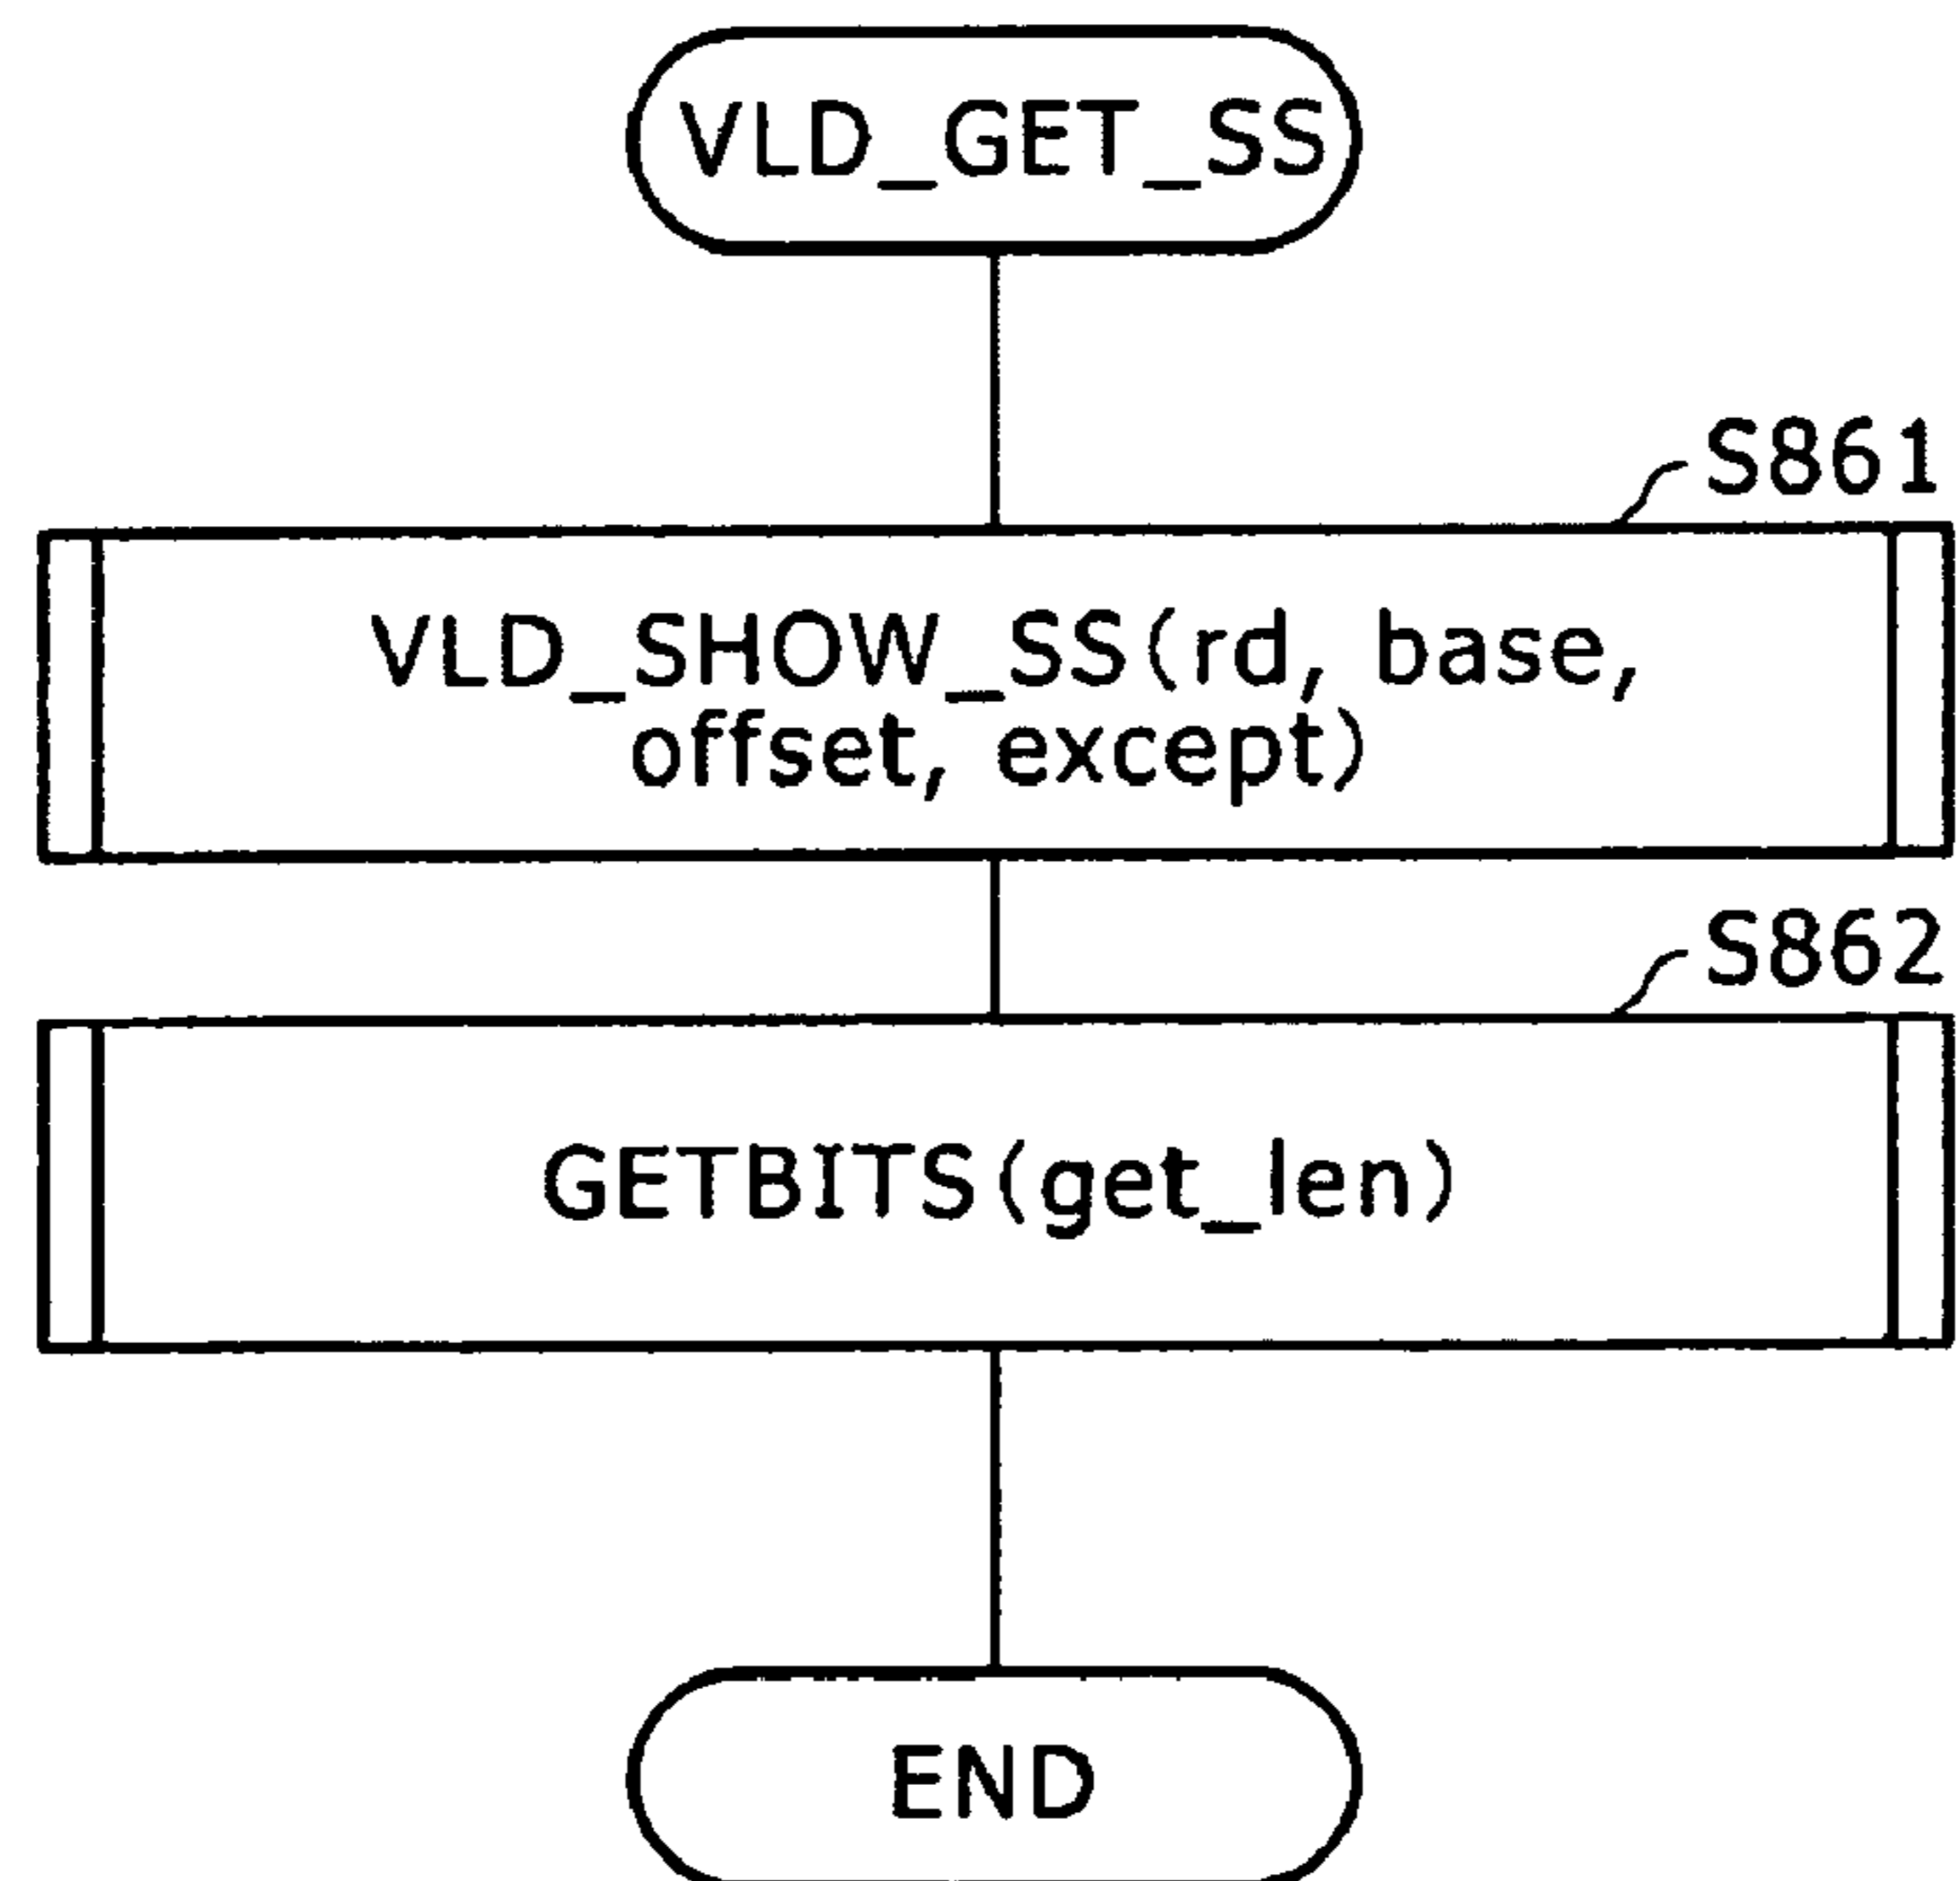 VLD_GET_SS
S861
VLD_SHOW_SS(rd, base,
offset, except)
S862
GETBITS(get_len)
END